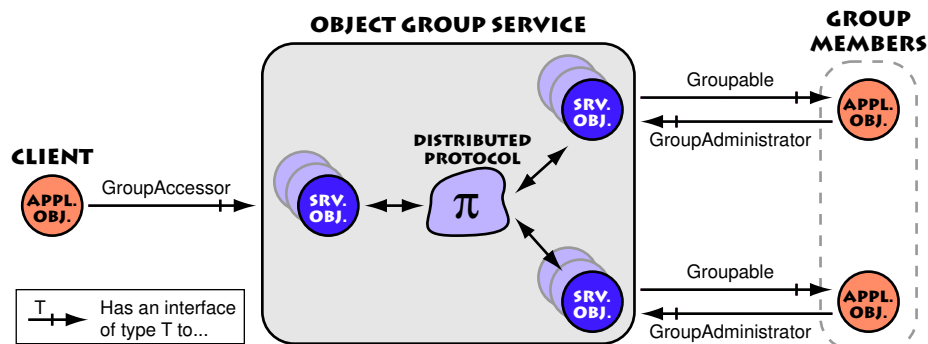 OBJECT GROUP SERVICE
GROUP
MEMBERS
CLIENT
APPL.
OBJ.
GroupAccessor
SRV.
OBJ.
DISTRIBUTED
PROTOCOL
π
SRV.
OBJ.
Groupable
GroupAdministrator
APPL.
OBJ.
SRV.
OBJ.
Groupable
GroupAdministrator
APPL.
OBJ.
T
Has an interface
of type T to...